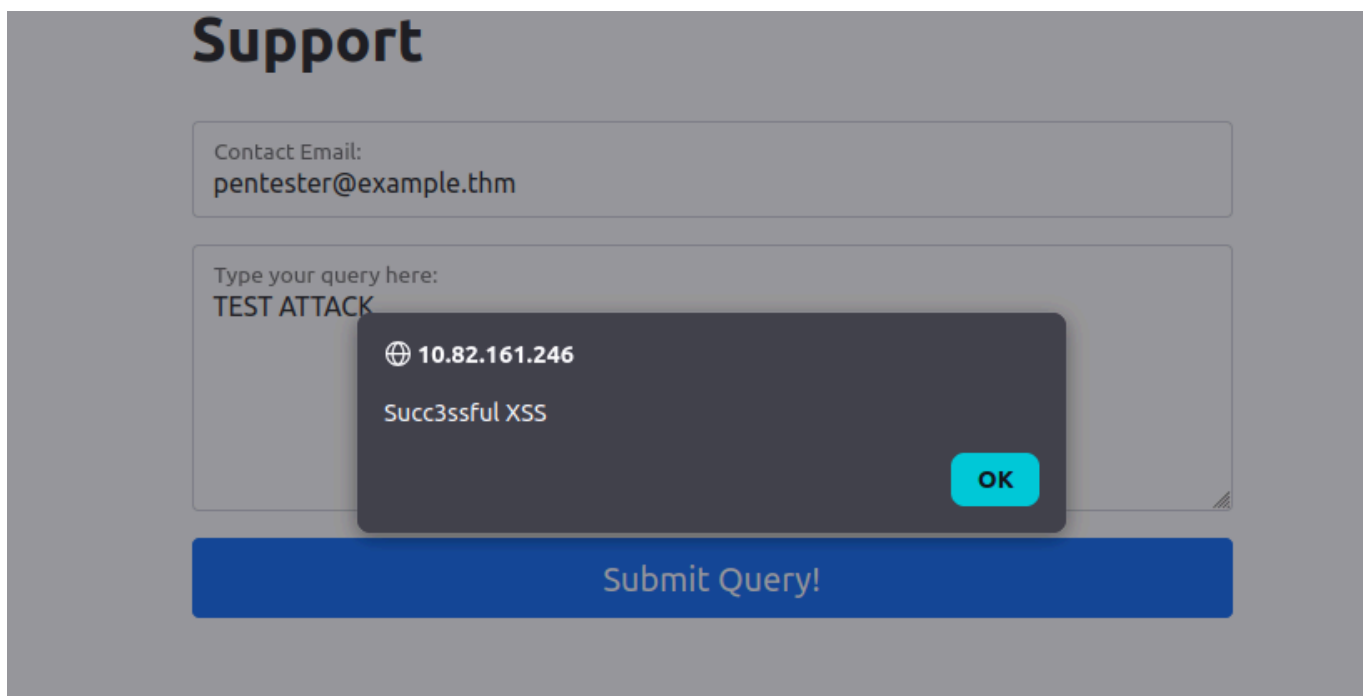 Support
Contact Email:
pentester@example.thm
Type your query here:
TEST ATTACK
10.82.161.246
Succ3ssful XSS
OK
Submit Query!